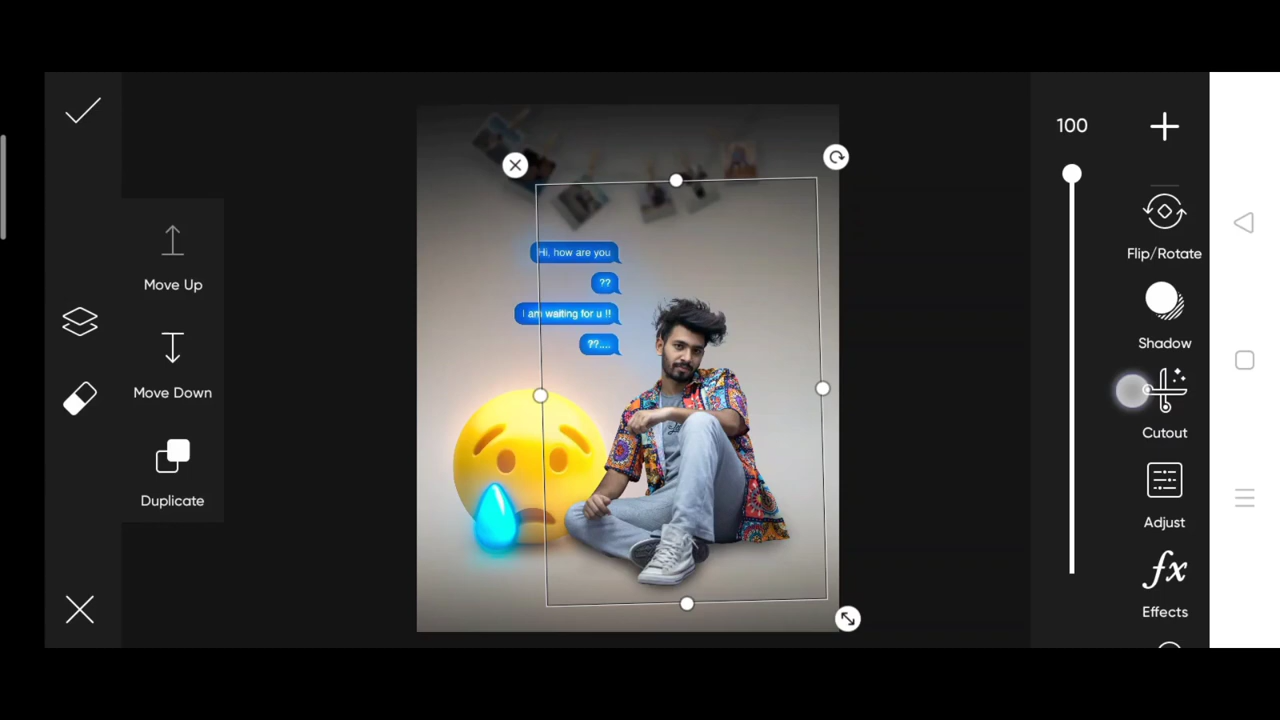 Move Up
Move Down
Duplicate
Hi, how are you
??
I am waiting for u !!
??....
100
Flip/Rotate
Shadow
Cutout
Adjust
fx
Effects